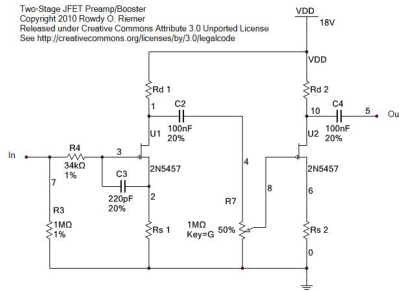 Two-Stage JFET Preamp/Booster
Copyright 2010 Rowdy O. Riemer
Released under Creative Commons Attribute 3.0 Unported License
See http://creativecommons.org/licenses/by/3.0/legalcode
VDD
18V
VDD
Rd 1
Rd 2
1
C2
100nF
20%
10
C4
100nF
20%
5
Ou
U1
U2
R4
34kΩ
1%
3
2N5457
4
2N5457
In
7
C3
220pF
20%
2
R7
8
6
R3
1MΩ
1%
Rs 1
1MΩ
Key=G
50%
Rs 2
0